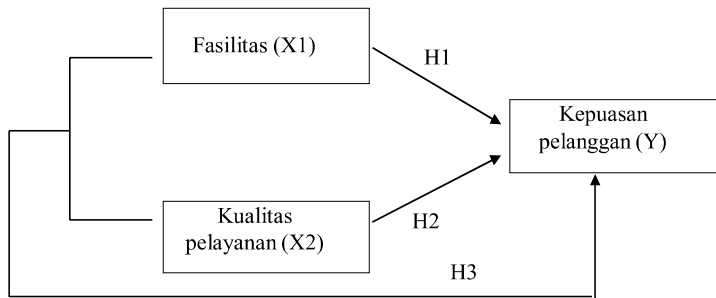 Fasilitas (X1)
H1
Kepuasan
pelanggan (Y)
Kualitas
pelayanan (X2)
H2
H3